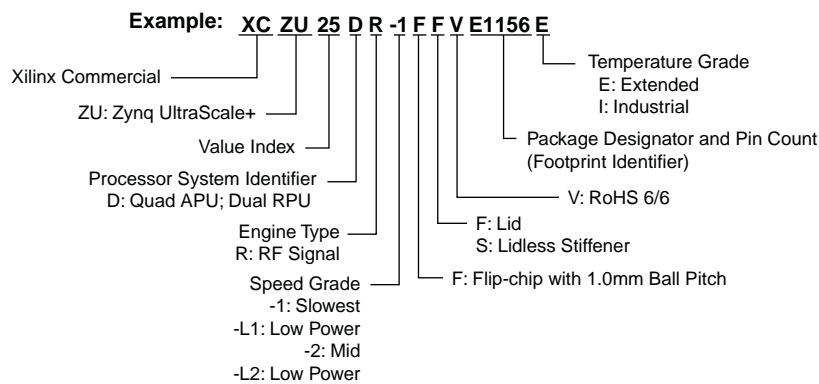 Example: XC ZU 25 D R -1 F F V E1156 E
Xilinx Commercial
ZU: Zynq UltraScale+
Value Index
Processor System Identifier
D: Quad APU; Dual RPU
Engine Type
R: RF Signal
Speed Grade
-1: Slowest
-L1: Low Power
-2: Mid
-L2: Low Power
Temperature Grade
E: Extended
I: Industrial
Package Designator and Pin Count
(Footprint Identifier)
V: RoHS 6/6
F: Lid
S: Lidless Stiffener
F: Flip-chip with 1.0mm Ball Pitch